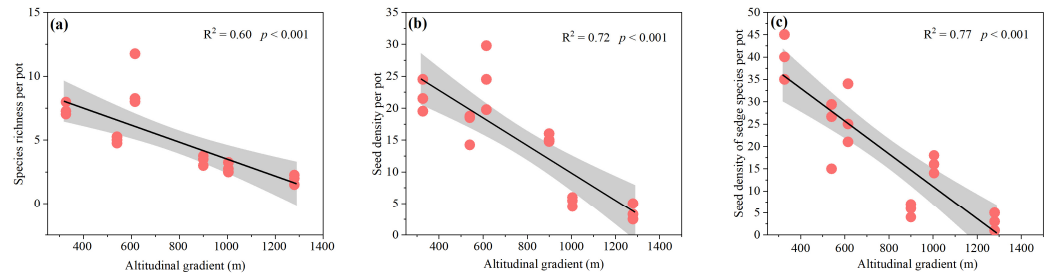 (a)
R² = 0.60 p < 0.001
Species richness per pot
15
10
5
0
400 600 800 1000 1200 1400
Altitudinal gradient (m)
(b)
R² = 0.72 p < 0.001
Seed density per pot
35
30
25
20
15
10
5
0
400 600 800 1000 1200 1400
Altitudinal gradient (m)
(c)
R² = 0.77 p < 0.001
Seed density of sedge species per pot
50
45
40
35
30
25
20
15
10
5
0
400 600 800 1000 1200 1400
Altitudinal gradient (m)